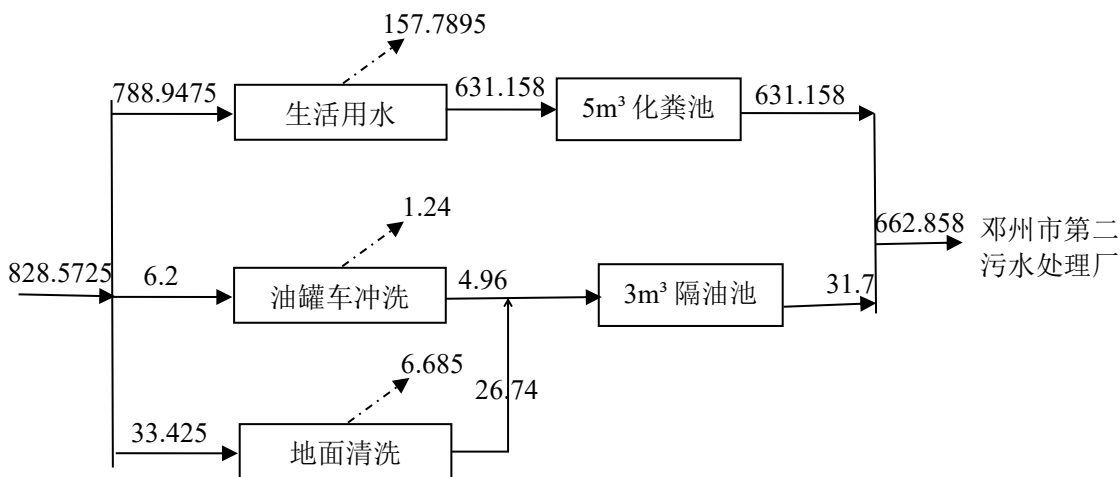 157.7895
788.9475
生活用水
631.158
5m³ 化粪池
631.158
1.24
662.858
邓州市第二
污水处理厂
828.5725
6.2
油罐车冲洗
4.96
3m³ 隔油池
31.7
6.685
26.74
33.425
地面清洗